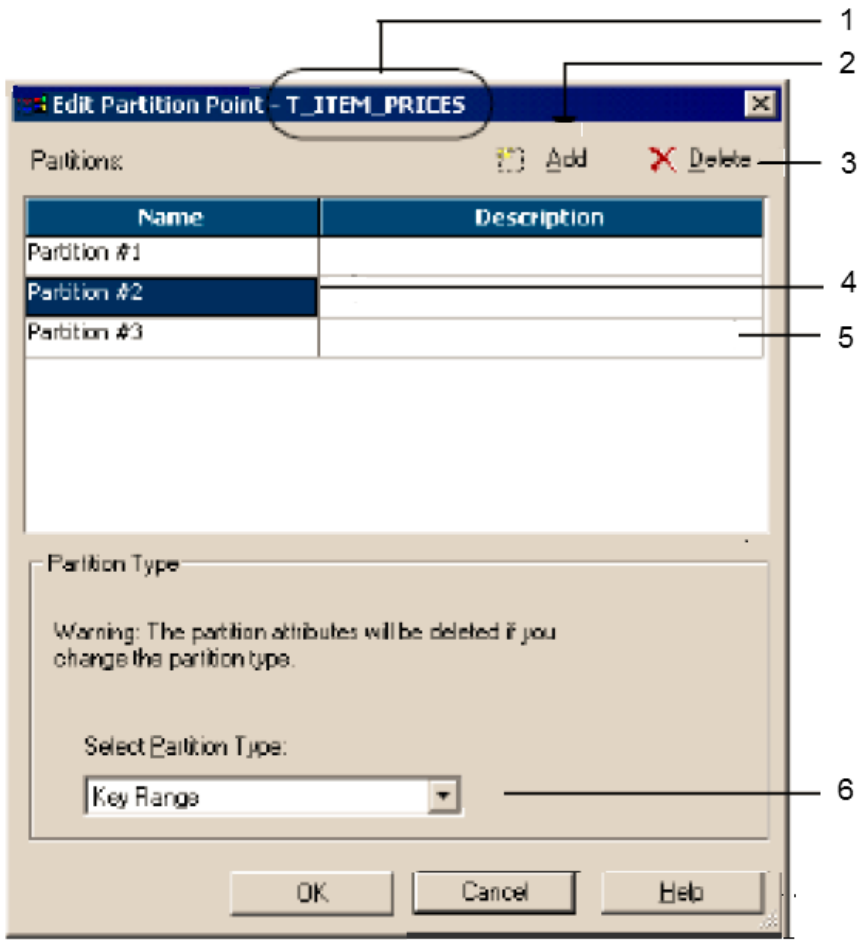 1
2
Edit Partition Point - T_ITEM_PRICES
Partitions: Add Delete 3
Name Description
Partition #1
Partition #2 4
Partition #3 5
Partition Type
Warning: The partition attributes will be deleted if you
change the partition type.
Select Partition Type:
Key Range 6
OK Cancel Help